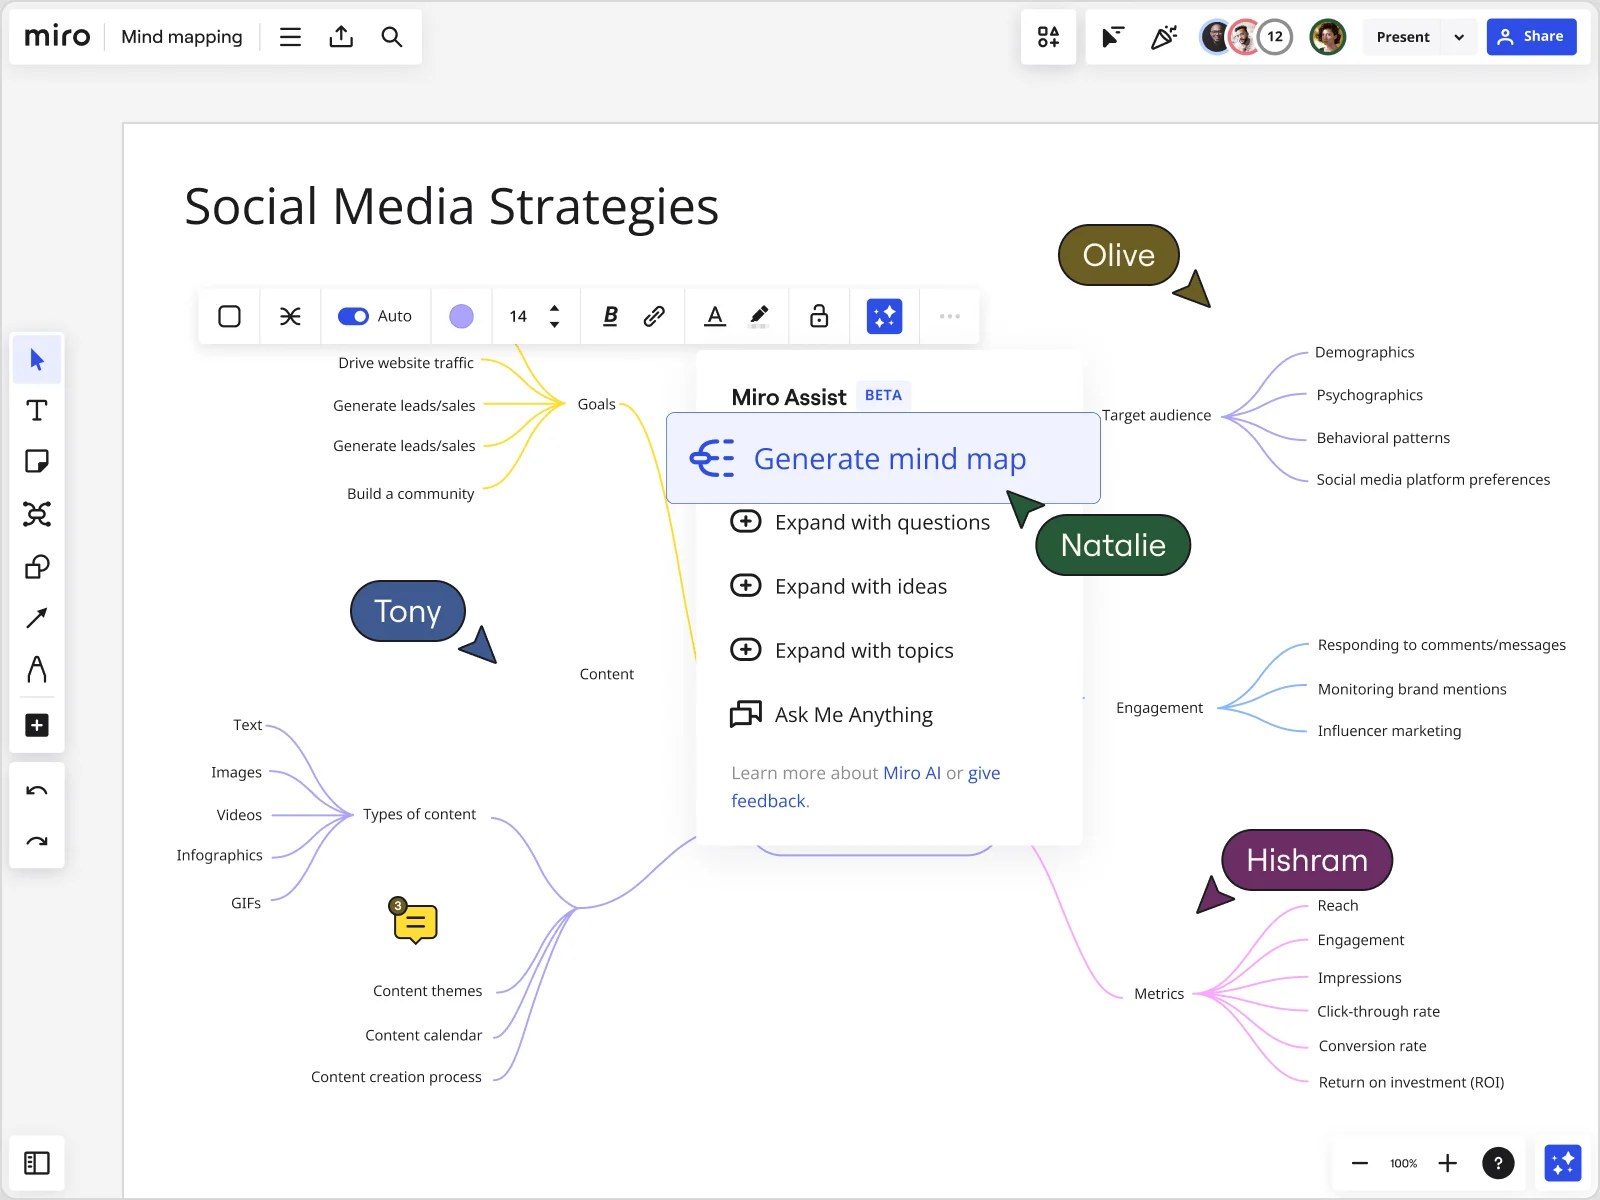 miro
Mind mapping
12
Present
Share
Social Media Strategies
Olive
Auto
14
B
A
Drive website traffic
Generate leads/sales
Generate leads/sales
Build a community
Goals
Miro Assist
BETA
Generate mind map
Expand with questions
Expand with ideas
Expand with topics
Ask Me Anything
Learn more about Miro AI or give
feedback.
Natalie
Target audience
Demographics
Psychographics
Behavioral patterns
Social media platform preferences
Tony
Content
Engagement
Responding to comments/messages
Monitoring brand mentions
Influencer marketing
Text
Images
Videos
Infographics
GIFs
Types of content
3
Content themes
Content calendar
Content creation process
Hishram
Metrics
Reach
Engagement
Impressions
Click-through rate
Conversion rate
Return on investment (ROI)
100%
?